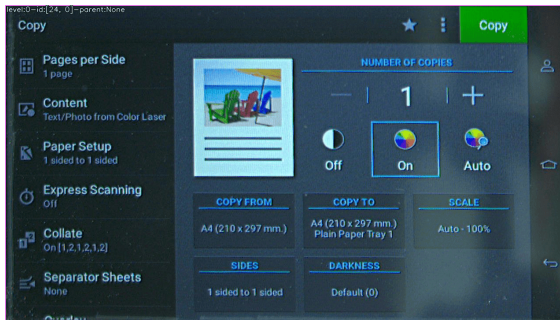 level:0-id:[24, 0]-parent:None
Copy
Copy
Pages per Side
1 page
Content
Text/Photo from Color Laser
Paper Setup
1 sided to 1 sided
Express Scanning
Off
Collate
On [1,2,1,2,1,2]
Separator Sheets
None
NUMBER OF COPIES
1
Off
On
Auto
COPY FROM
A4 (210 x 297 mm.)
COPY TO
A4 (210 x 297 mm.)
Plain Paper Tray 1
SCALE
Auto - 100%
SIDES
1 sided to 1 sided
DARKNESS
Default (0)